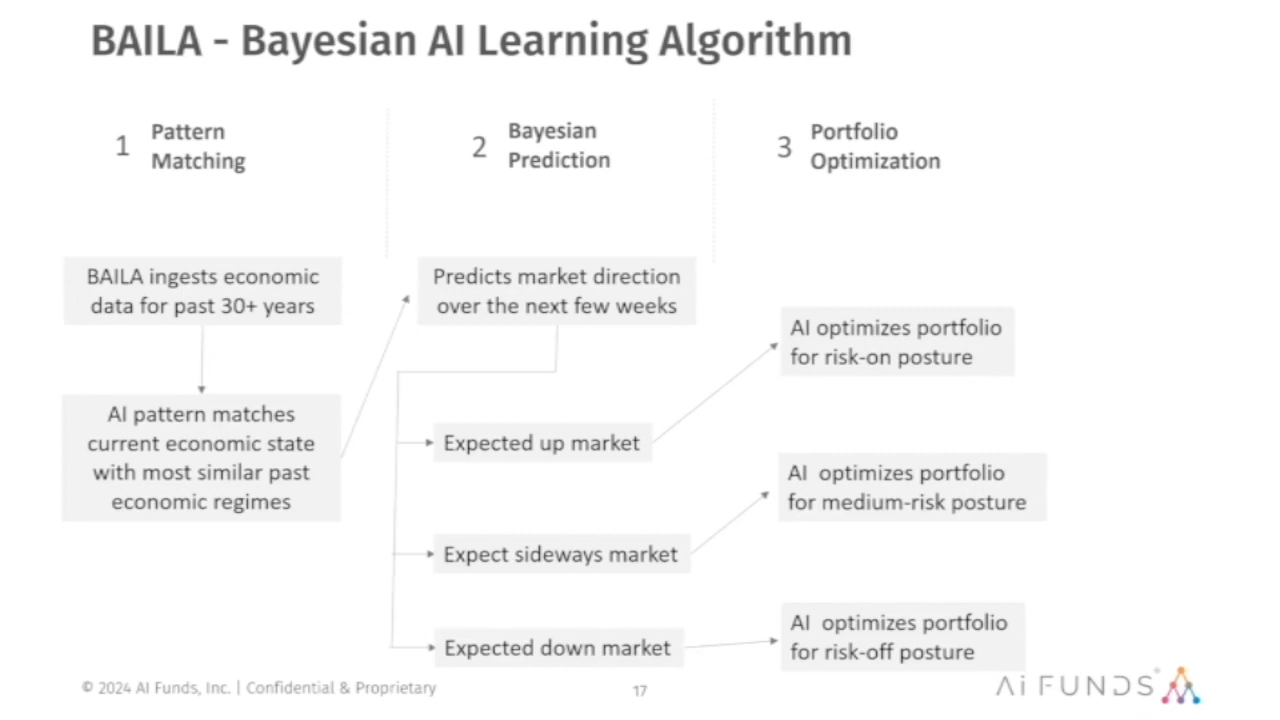 BAILA - Bayesian AI Learning Algorithm
1
Pattern
Matching
2
Bayesian
Prediction
3
Portfolio
Optimization
BAILA ingests economic
data for past 30+ years
AI pattern matches
current economic state
with most similar past
economic regimes
Predicts market direction
over the next few weeks
Expected up market
Expect sideways market
Expected down market
AI optimizes portfolio
for risk-on posture
AI  optimizes portfolio
for medium-risk posture
AI  optimizes portfolio
for risk-off posture
© 2024 AI Funds, Inc. | Confidential & Proprietary
17
Ai FUNDS